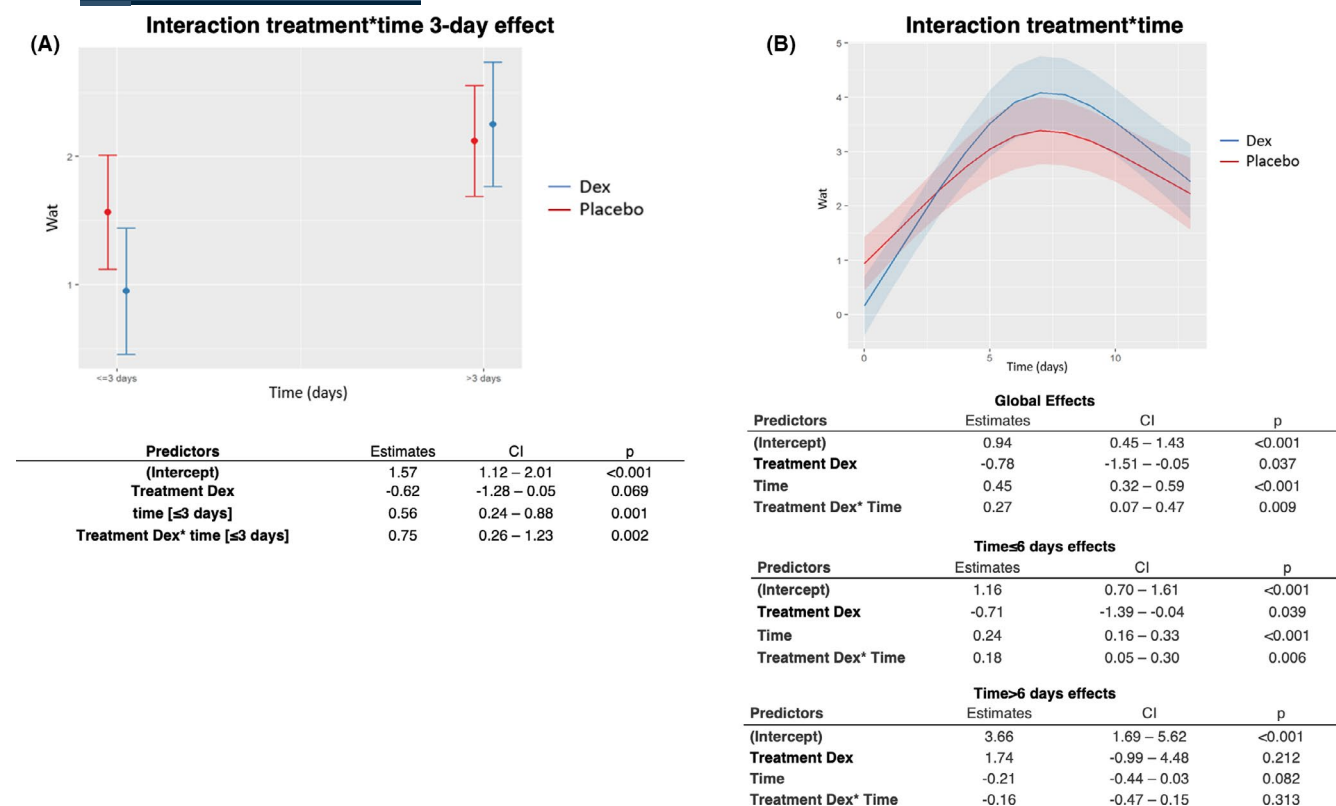 (A)
Interaction treatment*time 3-day effect
Wat
2
1
<=3 days
>3 days
Time (days)
Dex
Placebo
Predictors Estimates CI p
(Intercept) 1.57 1.12 – 2.01 <0.001
Treatment Dex -0.62 -1.28 – 0.05 0.069
time [≤3 days] 0.56 0.24 – 0.88 0.001
Treatment Dex* time [≤3 days] 0.75 0.26 – 1.23 0.002
(B)
Interaction treatment*time
Wat
5
4
3
2
1
0
0 5 10
Time (days)
Dex
Placebo
Global Effects
Predictors Estimates CI p
(Intercept) 0.94 0.45 – 1.43 <0.001
Treatment Dex -0.78 -1.51 – -0.05 0.037
Time 0.45 0.32 – 0.59 <0.001
Treatment Dex* Time 0.27 0.07 – 0.47 0.009
Time≤6 days effects
Predictors Estimates CI p
(Intercept) 1.16 0.70 – 1.61 <0.001
Treatment Dex -0.71 -1.39 – -0.04 0.039
Time 0.24 0.16 – 0.33 <0.001
Treatment Dex* Time 0.18 0.05 – 0.30 0.006
Time>6 days effects
Predictors Estimates CI p
(Intercept) 3.66 1.69 – 5.62 <0.001
Treatment Dex 1.74 -0.99 – 4.48 0.212
Time -0.21 -0.44 – 0.03 0.082
Treatment Dex* Time -0.16 -0.47 – 0.15 0.313